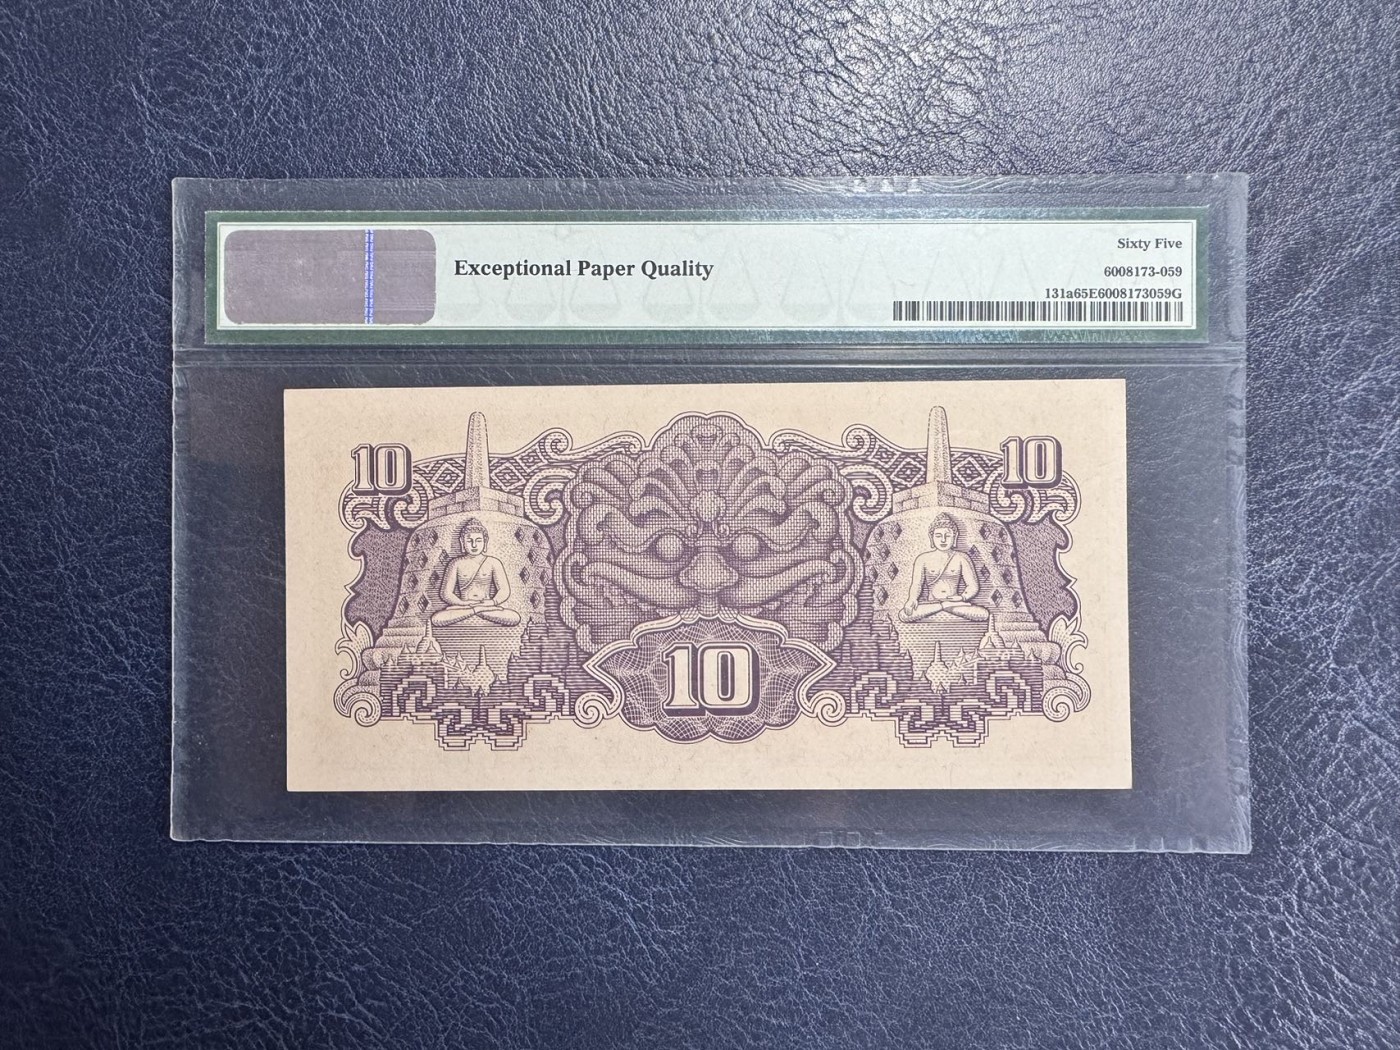 Exceptional Paper Quality
Sixty Five
6008173-059
131a65E6008173059G
10
10
10